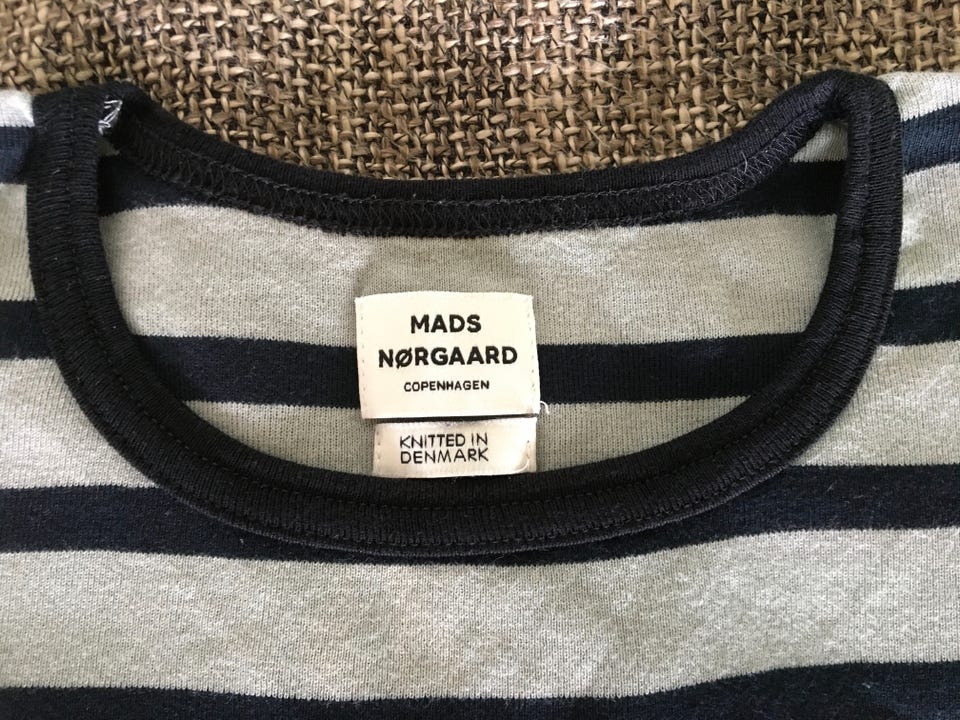 MADS
NØRGAARD
COPENHAGEN
KNITTED IN
DENMARK